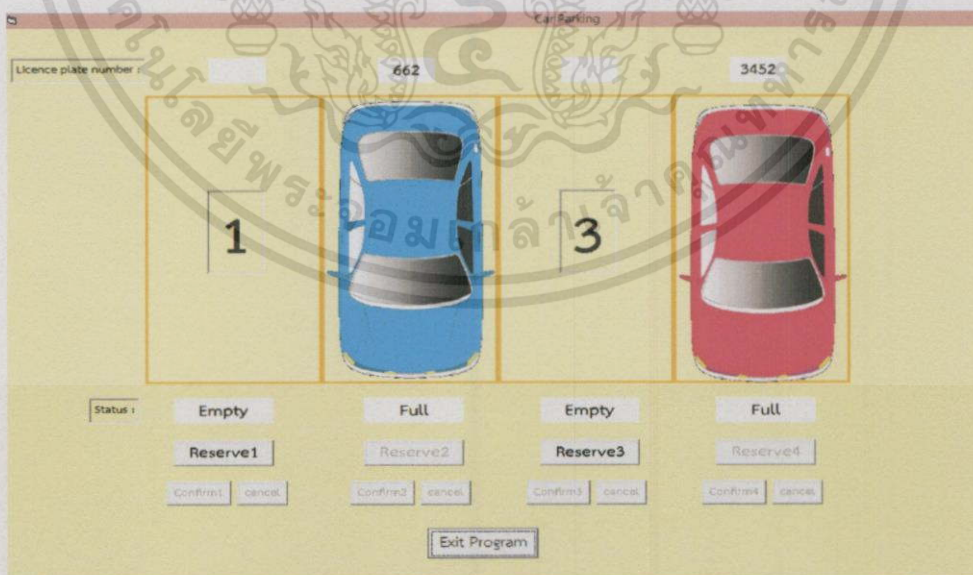 Car Parking
Licence plate number : 662 3452
1 3
Status : Empty Full Empty Full
Reserve1 Reserve2 Reserve3 Reserve4
Confirm1 cancel Confirm2 cancel Confirm3 cancel Confirm4 cancel
Exit Program